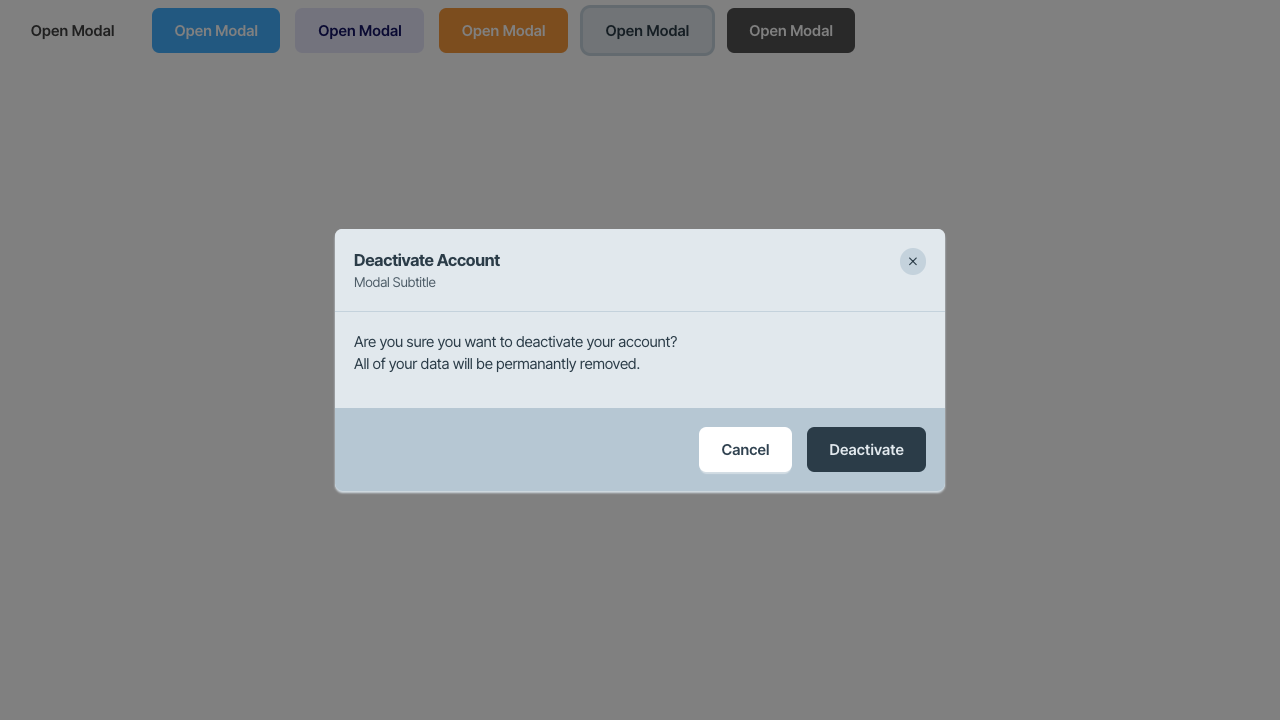 Open Modal Open Modal Open Modal Open Modal Open Modal Open Modal
Deactivate Account
Modal Subtitle
Are you sure you want to deactivate your account?
All of your data will be permanantly removed.
Cancel Deactivate